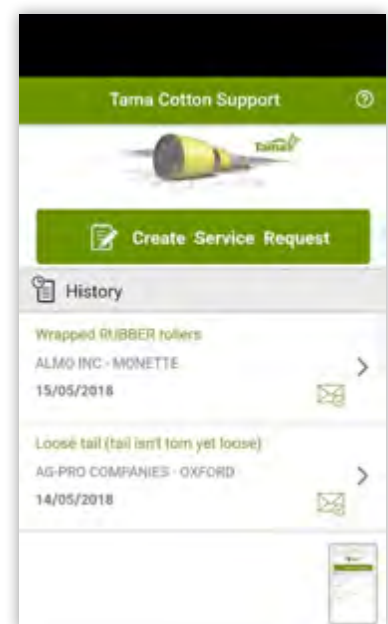 Tama Cotton Support
Tama
Create Service Request
History
Wrapped RUBBER rollers
ALMO INC - MONETTE
15/05/2018
Loose tail (tail isn't torn yet loose)
AG-PRO COMPANIES - OXFORD
14/05/2018